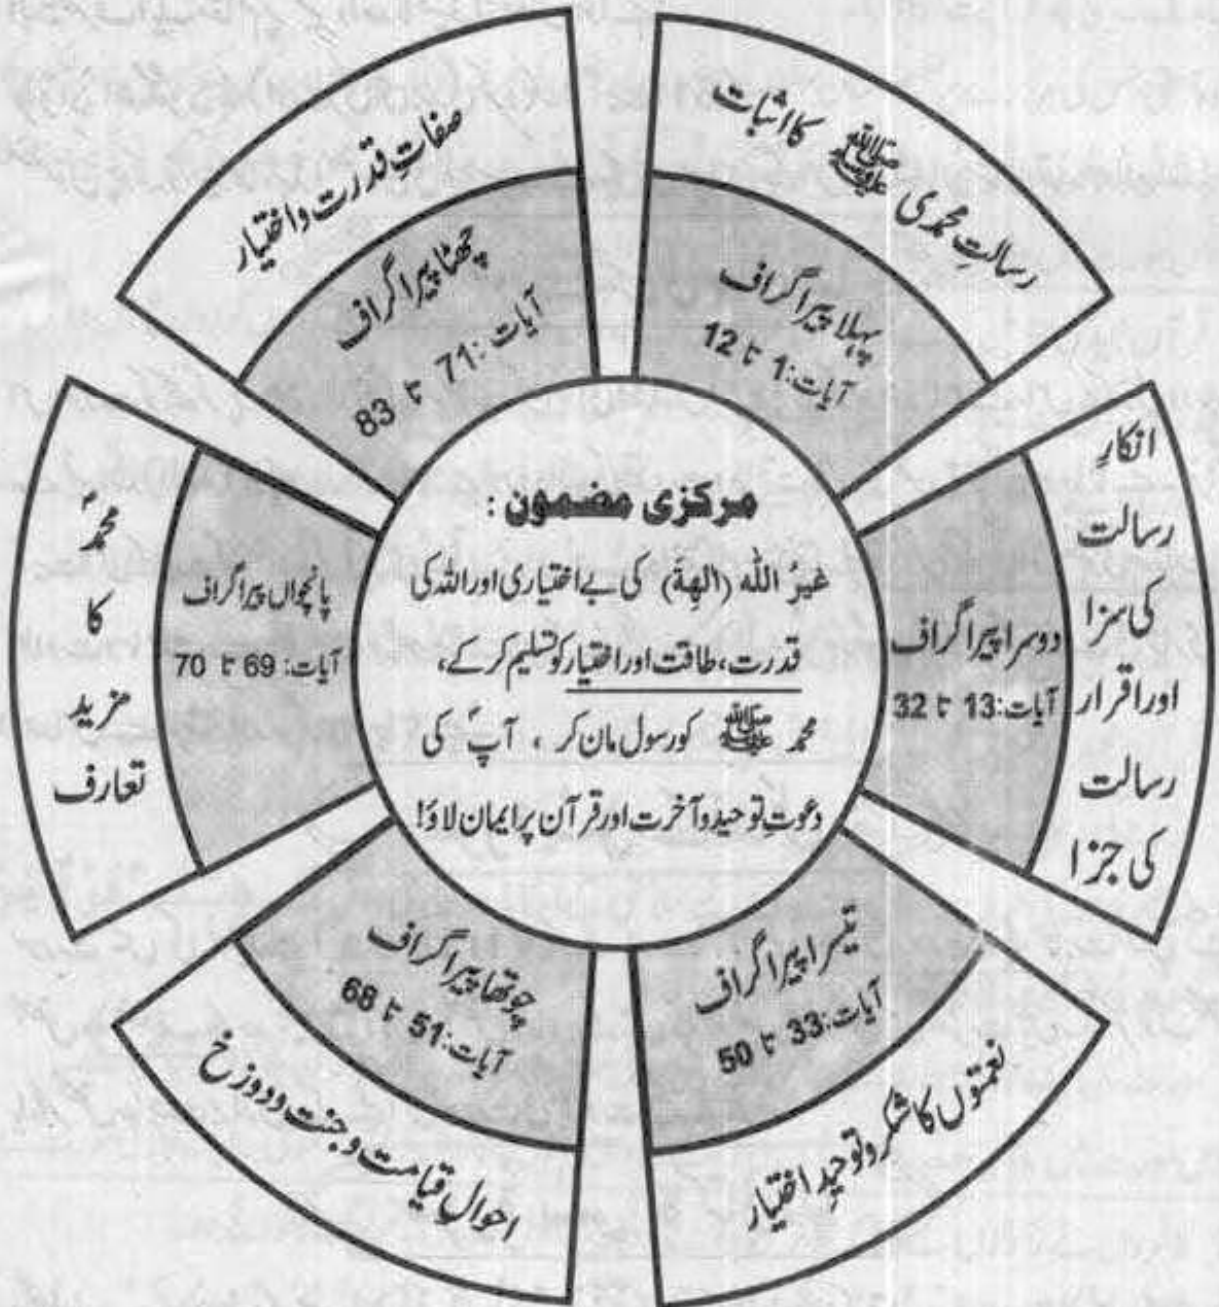 مرکزی مضمون :
غیرُ اللّٰه (الٰهة) کی بے اختیاری اور اللہ کی
قدرت، طاقت اور اختیار کو تسلیم کر کے،
محمد ﷺ کو رسول مان کر ، آپؐ کی
دعوتِ توحید و آخرت اور قرآن پر ایمان لاؤ!
رسالتِ محمدی ﷺ کا اثبات
پہلا پیراگراف
آیات:1 تا 12
انکارِ
رسالت
کی سزا
اور اقرار
رسالت
کی جزا
دوسرا پیراگراف
آیات:13 تا 32
تیسرا پیراگراف
آیات:33 تا 50
نعمتوں کا شکر و توحیدِ اختیار
چوتھا پیراگراف
آیات:51 تا 68
احوالِ قیامت و جنت و دوزخ
محمدؐ
کا
مزید
تعارف
پانچواں پیراگراف
آیات: 69 تا 70
صفاتِ قدرت و اختیار
چھٹا پیراگراف
آیات :71 تا 83